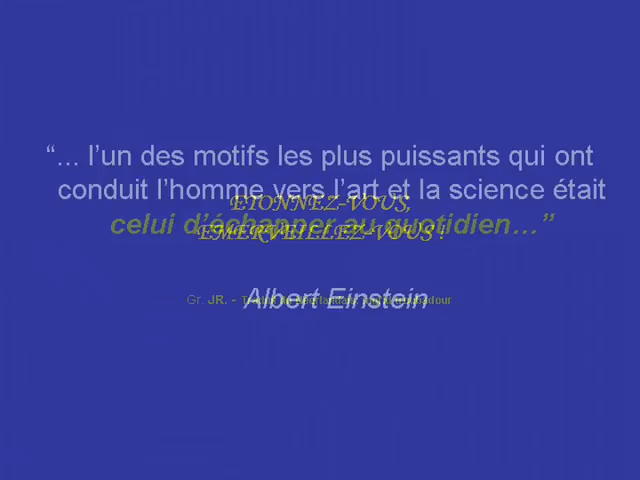 “... l’un des motifs les plus puissants qui ont
conduit l’homme vers l’art et la science était
ETONNEZ-VOUS,
celui d’échapper au quotidien…”
EMERVEILLEZ-VOUS !
Albert Einstein
Gr. JR. -